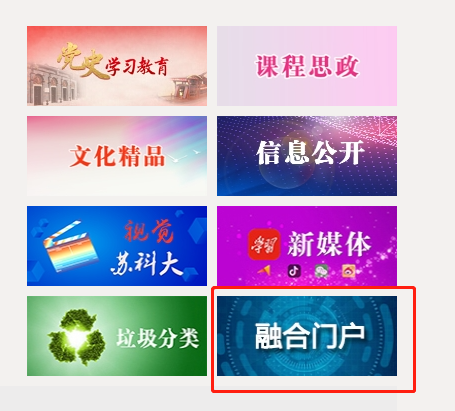 党史学习教育
课程思政
文化精品
信息公开
视觉
苏科大
学習
新媒体
垃圾分类
融合门户